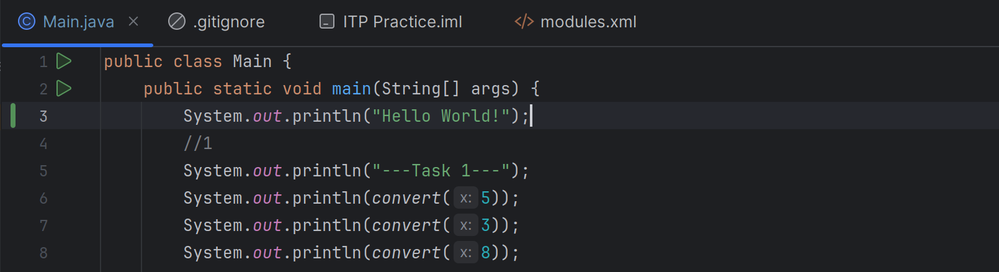 Main.java .gitignore ITP Practice.iml modules.xml
1 public class Main {
2 public static void main(String[] args) {
3 System.out.println("Hello World!");
4 //1
5 System.out.println("---Task 1---");
6 System.out.println(convert( x: 5));
7 System.out.println(convert( x: 3));
8 System.out.println(convert( x: 8));